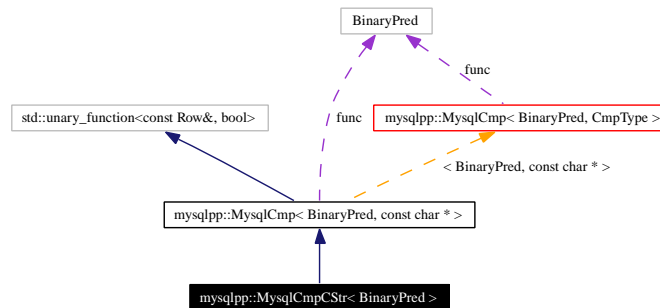 BinaryPred
func
std::unary_function<const Row&, bool>
func
mysqlpp::MysqlCmp< BinaryPred, CmpType >
< BinaryPred, const char * >
mysqlpp::MysqlCmp< BinaryPred, const char * >
mysqlpp::MysqlCmpCStr< BinaryPred >